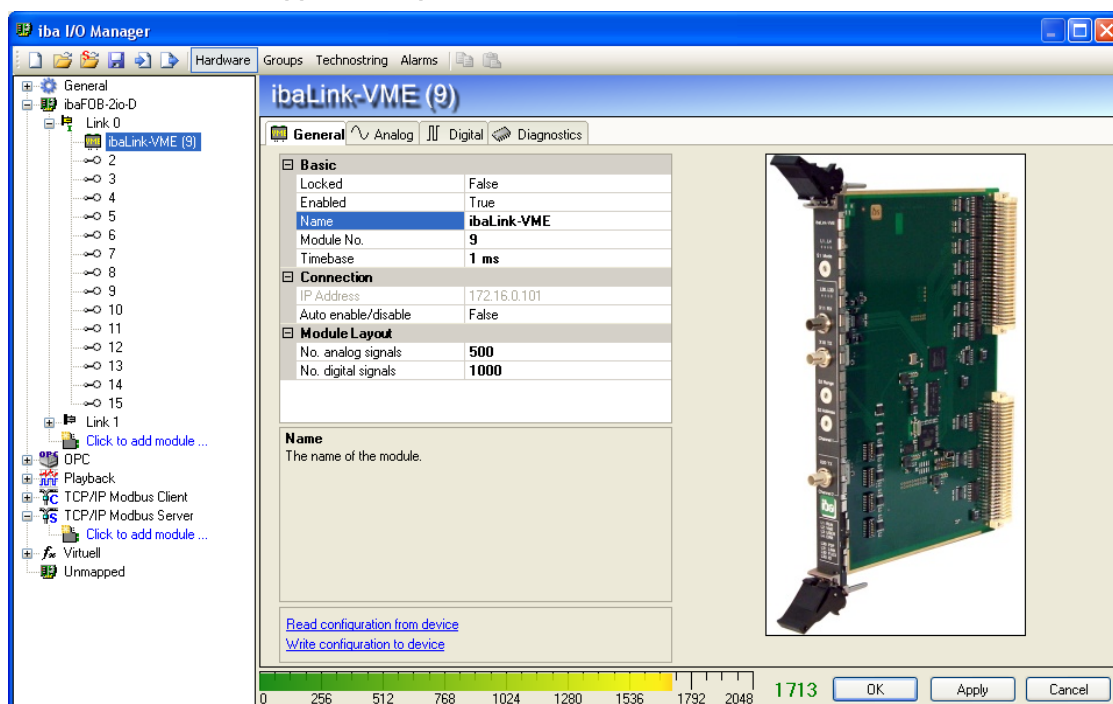 iba I/O Manager
Hardware Groups Technostring Alarms
General
ibaFOB-2io-D
Link 0
ibaLink-VME (9)
2
3
4
5
6
7
8
9
10
11
12
13
14
15
Link 1
Click to add module ...
OPC
Playback
TCP/IP Modbus Client
TCP/IP Modbus Server
Click to add module ...
Virtuell
Unmapped
ibaLink-VME (9)
General Analog Digital Diagnostics
Basic
Locked False
Enabled True
Name ibaLink-VME
Module No. 9
Timebase 1 ms
Connection
IP Address 172.16.0.101
Auto enable/disable False
Module Layout
No. analog signals 500
No. digital signals 1000
Name
The name of the module.
Read configuration from device
Write configuration to device
0 256 512 768 1024 1280 1536 1792 2048
1713 OK Apply Cancel
iba